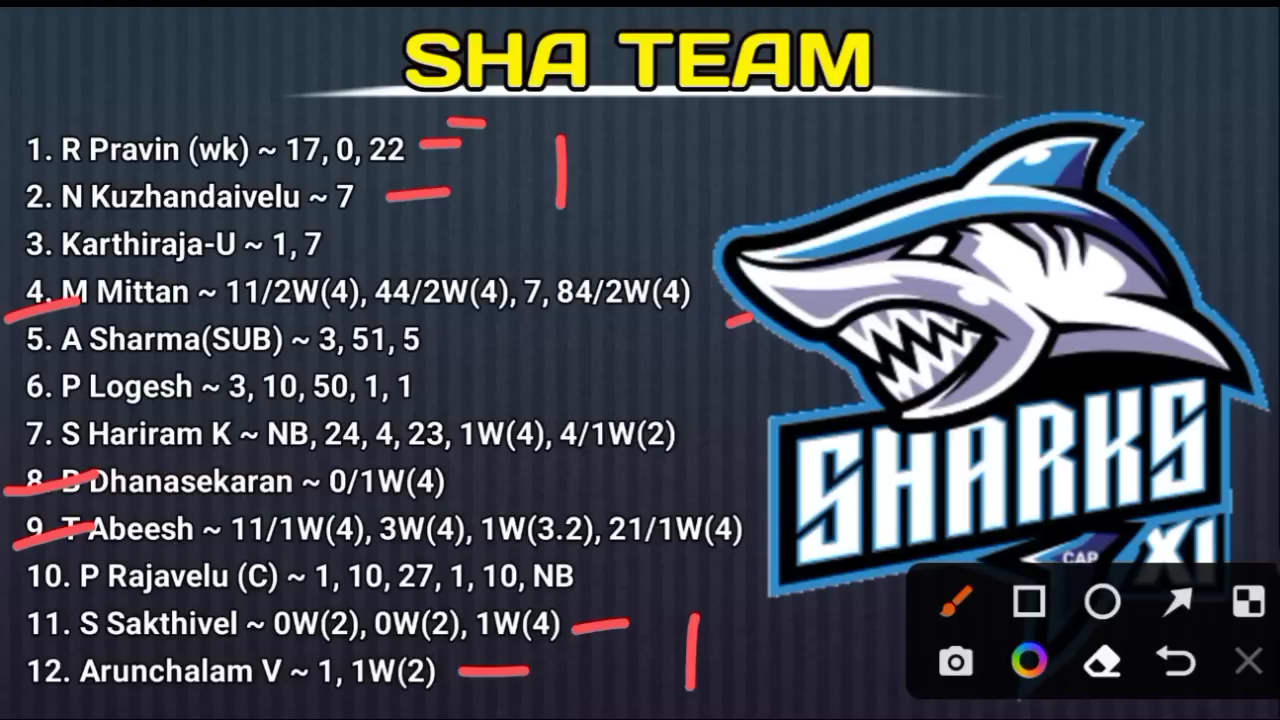 SHA TEAM
1. R Pravin (wk) ~ 17, 0, 22
2. N Kuzhandaivelu ~ 7
3. Karthiraja-U ~ 1, 7
4. M Mittan ~ 11/2W(4), 44/2W(4), 7, 84/2W(4)
5. A Sharma(SUB) ~ 3, 51, 5
6. P Logesh ~ 3, 10, 50, 1, 1
7. S Hariram K ~ NB, 24, 4, 23, 1W(4), 4/1W(2)
8. B Dhanasekaran ~ 0/1W(4)
9. T Abeesh ~ 11/1W(4), 3W(4), 1W(3.2), 21/1W(4)
10. P Rajavelu (C) ~ 1, 10, 27, 1, 10, NB
11. S Sakthivel ~ 0W(2), 0W(2), 1W(4)
12. Arunchalam V ~ 1, 1W(2)
SHARKS
XI
CAP